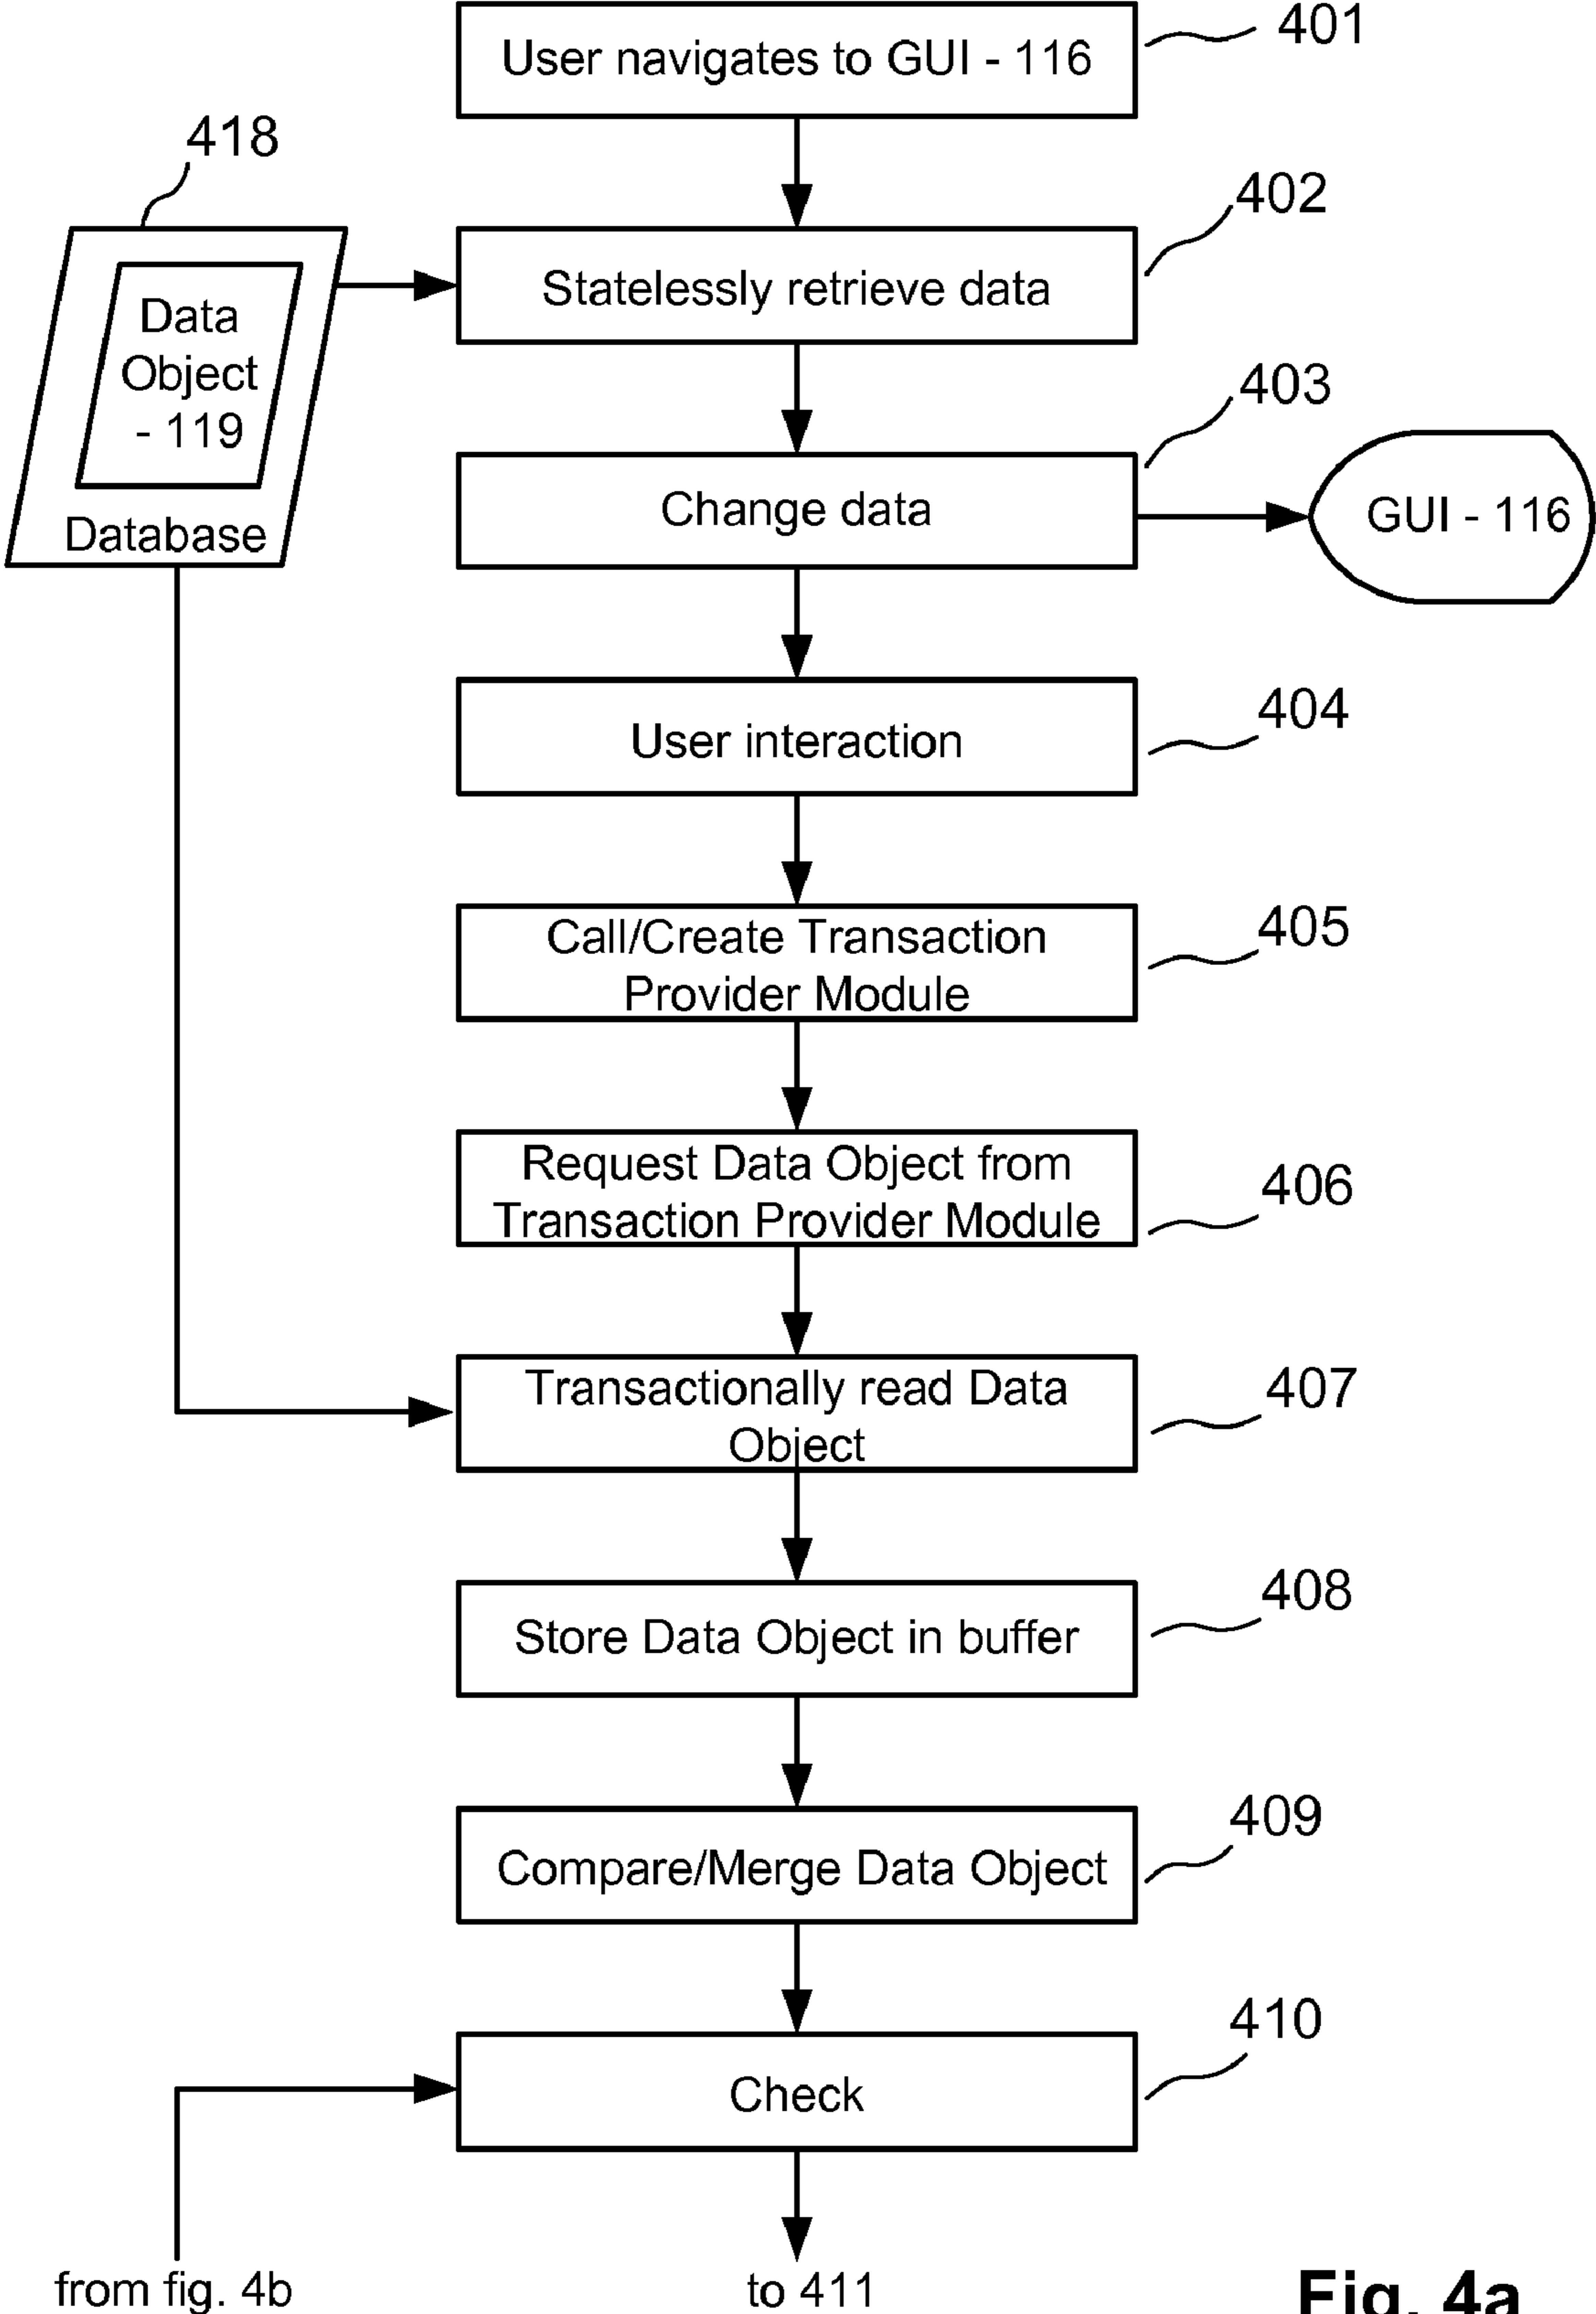 User navigates to GUI - 116
401
418
402
Statelessly retrieve data
Data
Object
- 119
Database
403
Change data
GUI - 116
404
User interaction
405
Call/Create Transaction
Provider Module
406
Request Data Object from
Transaction Provider Module
407
Transactionally read Data
Object
408
Store Data Object in buffer
409
Compare/Merge Data Object
410
Check
from fig. 4b
to 411
Fig. 4a